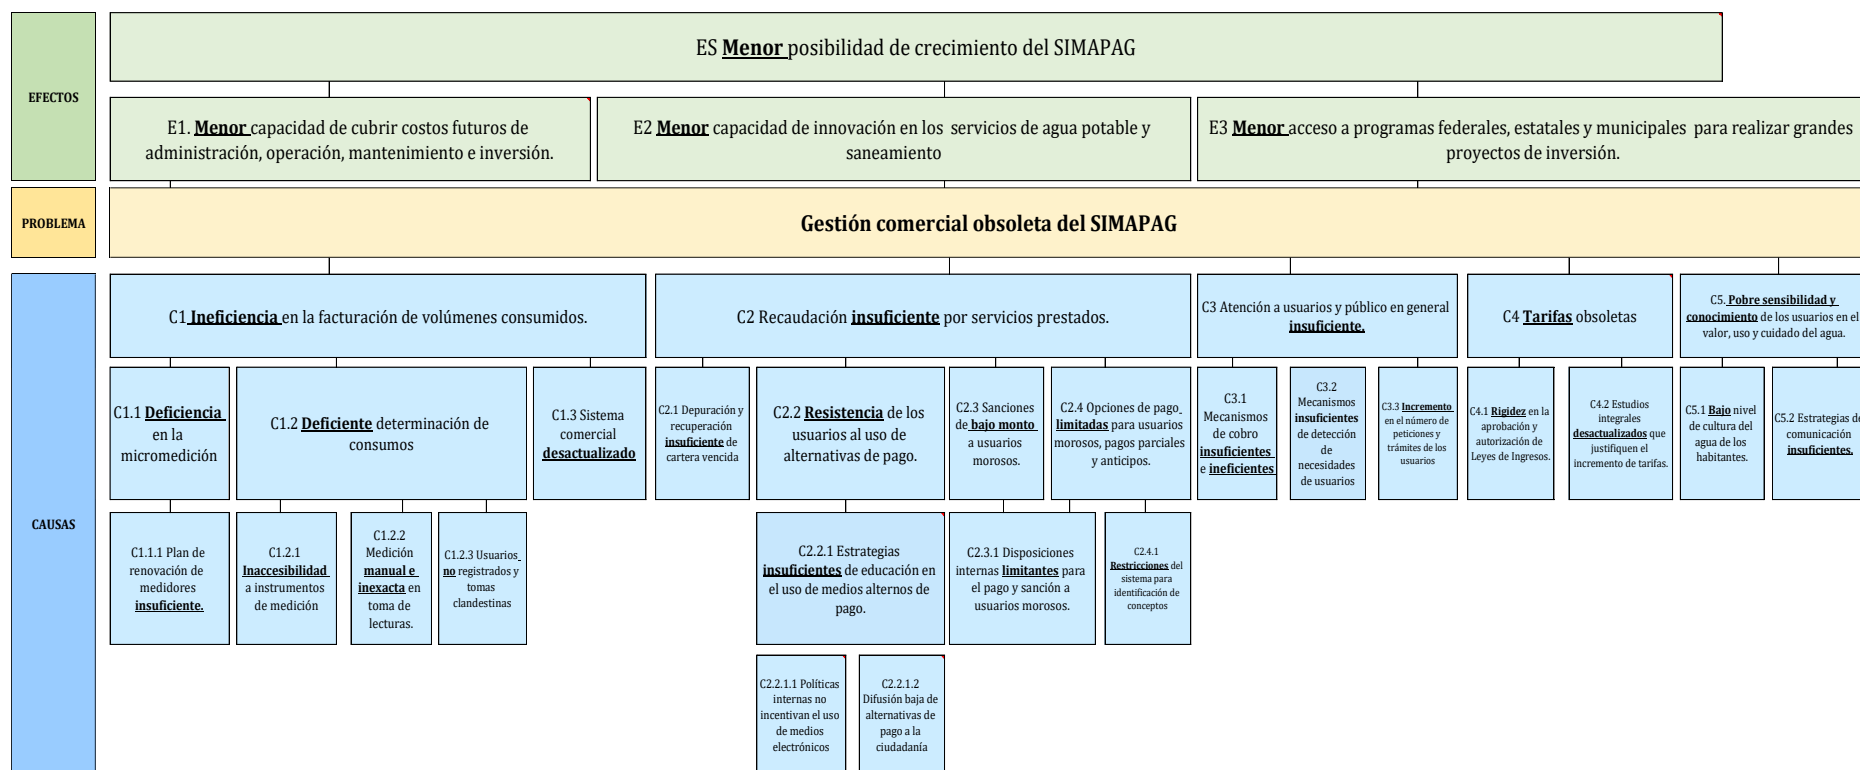 ES Menor posibilidad de crecimiento del SIMAPAG
EFECTOS
E1. Menor capacidad de cubrir costos futuros de
administración, operación, mantenimiento e inversión.
E2 Menor capacidad de innovación en los servicios de agua potable y
saneamiento
E3 Menor acceso a programas federales, estatales y municipales para realizar grandes
proyectos de inversión.
PROBLEMA
Gestión comercial obsoleta del SIMAPAG
CAUSAS
C1 Ineficiencia en la facturación de volúmenes consumidos.
C2 Recaudación insuficiente por servicios prestados.
C3 Atención a usuarios y público en general
insuficiente.
C4 Tarifas obsoletas
C5. Pobre sensibilidad y
conocimiento de los usuarios en el
valor, uso y cuidado del agua.
C1.1 Deficiencia
en la
micromedición
C1.2 Deficiente determinación de
consumos
C1.3 Sistema
comercial
desactualizado
C2.1 Depuración y
recuperación
insuficiente de
cartera vencida
C2.2 Resistencia de los
usuarios al uso de
alternativas de pago.
C2.3 Sanciones
de bajo monto
a usuarios
morosos.
C2.4 Opciones de pago
limitadas para usuarios
morosos, pagos parciales
y anticipos.
C3.1
Mecanismos
de cobro
insuficientes
e ineficientes
C3.2
Mecanismos
insuficientes
de detección
de
necesidades
de usuarios
C3.3 Incremento
en el número de
peticiones y
trámites de los
usuarios
C4.1 Rigidez en la
aprobación y
autorización de
Leyes de Ingresos.
C4.2 Estudios
integrales
desactualizados que
justifiquen el
incremento de tarifas.
C5.1 Bajo nivel
de cultura del
agua de los
habitantes.
C5.2 Estrategias de
comunicación
insuficientes.
C1.1.1 Plan de
renovación de
medidores
insuficiente.
C1.2.1
Inaccesibilidad
a instrumentos
de medición
C1.2.2
Medición
manual e
inexacta en
toma de
lecturas.
C1.2.3 Usuarios
no registrados y
tomas
clandestinas
C2.2.1 Estrategias
insuficientes de educación en
el uso de medios alternos de
pago.
C2.3.1 Disposiciones
internas limitantes para
el pago y sanción a
usuarios morosos.
C2.4.1
Restricciones del
sistema para
identificación de
conceptos
C2.2.1.1 Políticas
internas no
incentivan el uso
de medios
electrónicos
C2.2.1.2
Difusión baja de
alternativas de
pago a la
ciudadanía